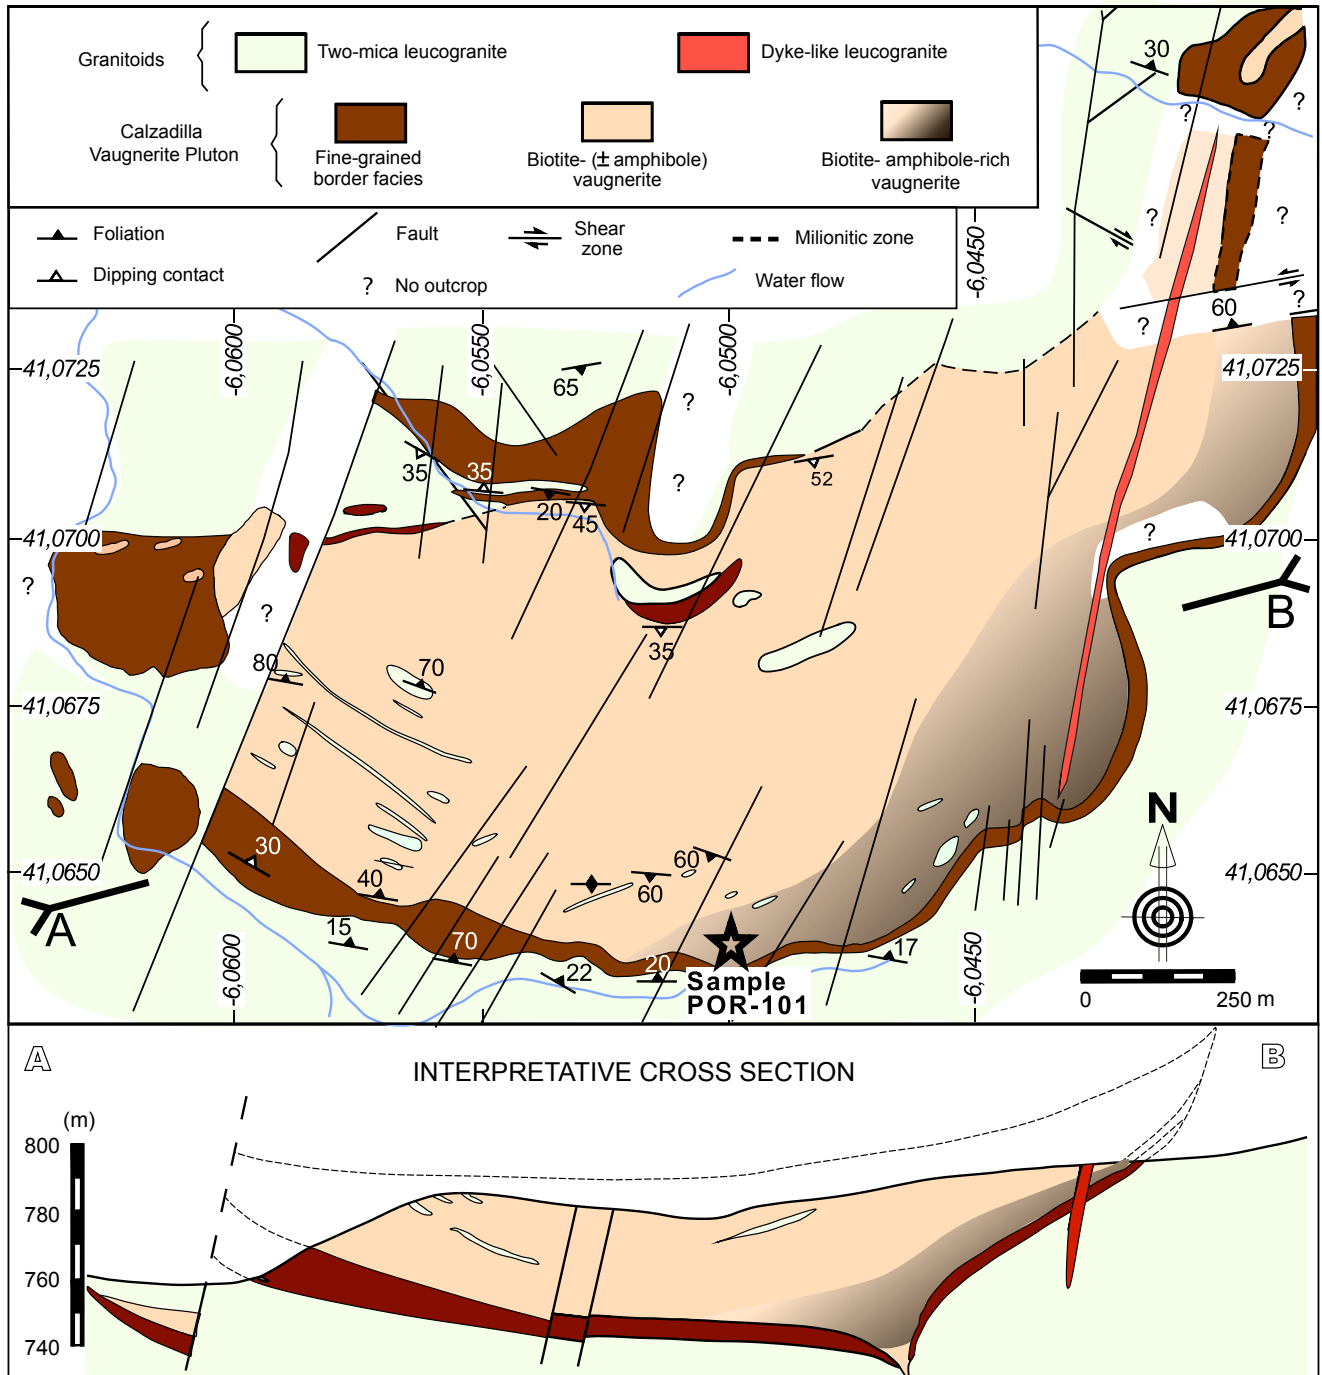 Granitoids
Two-mica leucogranite
Dyke-like leucogranite
Calzadilla
Vaugnerite Pluton
Fine-grained
border facies
Biotite- (± amphibole)
vaugnerite
Biotite- amphibole-rich
vaugnerite
Foliation
Fault
Shear
zone
Milionitic zone
Dipping contact
? No outcrop
Water flow
30
?
?
?
?
?
-6,0450
60
?
?
-6,0600
-6,0550
-6,0500
41,0725
41,0725
65
?
35
35
?
52
20
45
41,0700
?
41,0700
?
?
B
35
80
70
41,0675
41,0675
N
30
60
41,0650
40
60
41,0650
A
15
70
22
20
17
-6,0600
Sample
POR-101
-6,0450
0
250 m
A
INTERPRETATIVE CROSS SECTION
B
(m)
800
780
760
740